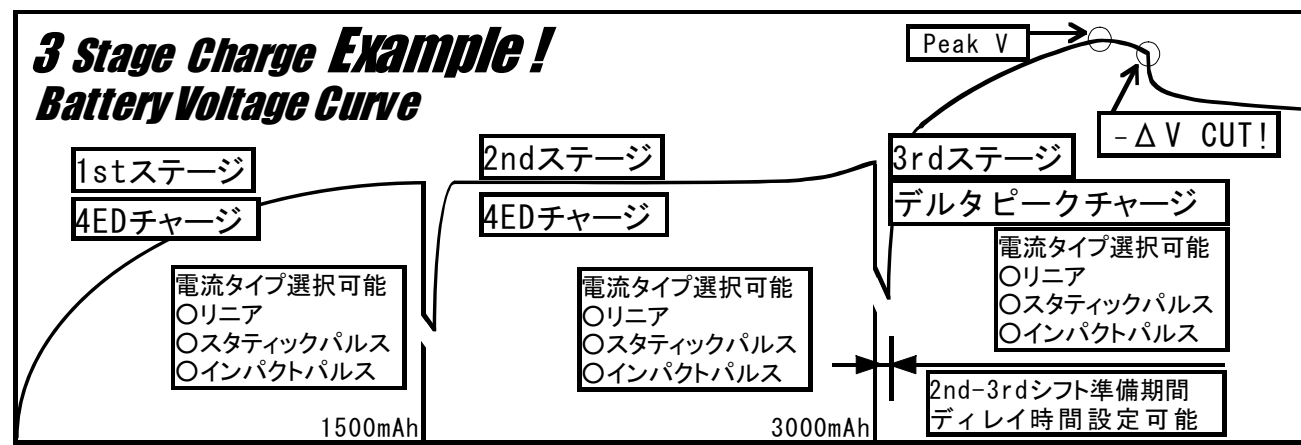 3 Stage Charge Example!
Battery Voltage Curve
Peak V
-ΔV CUT!
1stステージ
4EDチャージ
電流タイプ選択可能
○リニア
○スタティックパルス
○インパクトパルス
1500mAh
2ndステージ
4EDチャージ
電流タイプ選択可能
○リニア
○スタティックパルス
○インパクトパルス
3000mAh
3rdステージ
デルタピークチャージ
電流タイプ選択可能
○リニア
○スタティックパルス
○インパクトパルス
2nd-3rdシフト準備期間
ディレイ時間設定可能